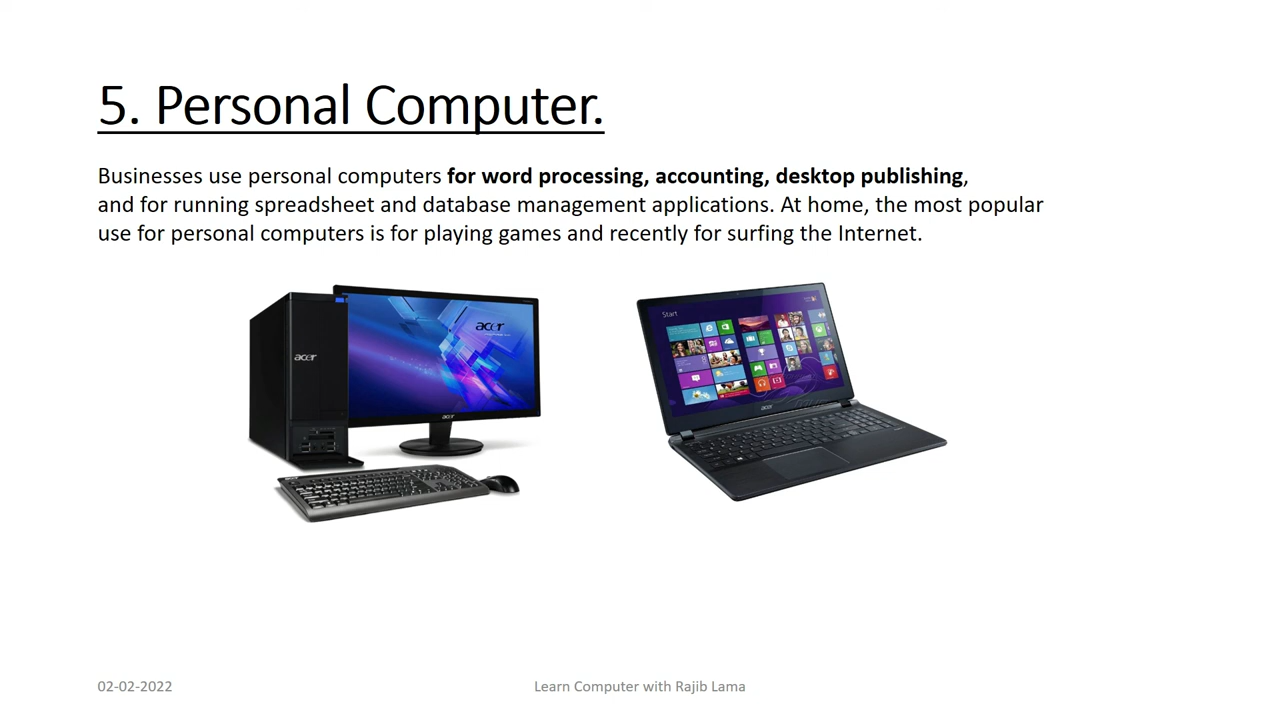 5. Personal Computer.
Businesses use personal computers for word processing, accounting, desktop publishing,
and for running spreadsheet and database management applications. At home, the most popular
use for personal computers is for playing games and recently for surfing the Internet.
acer
acer
acer
Start
acer
02-02-2022
Learn Computer with Rajib Lama